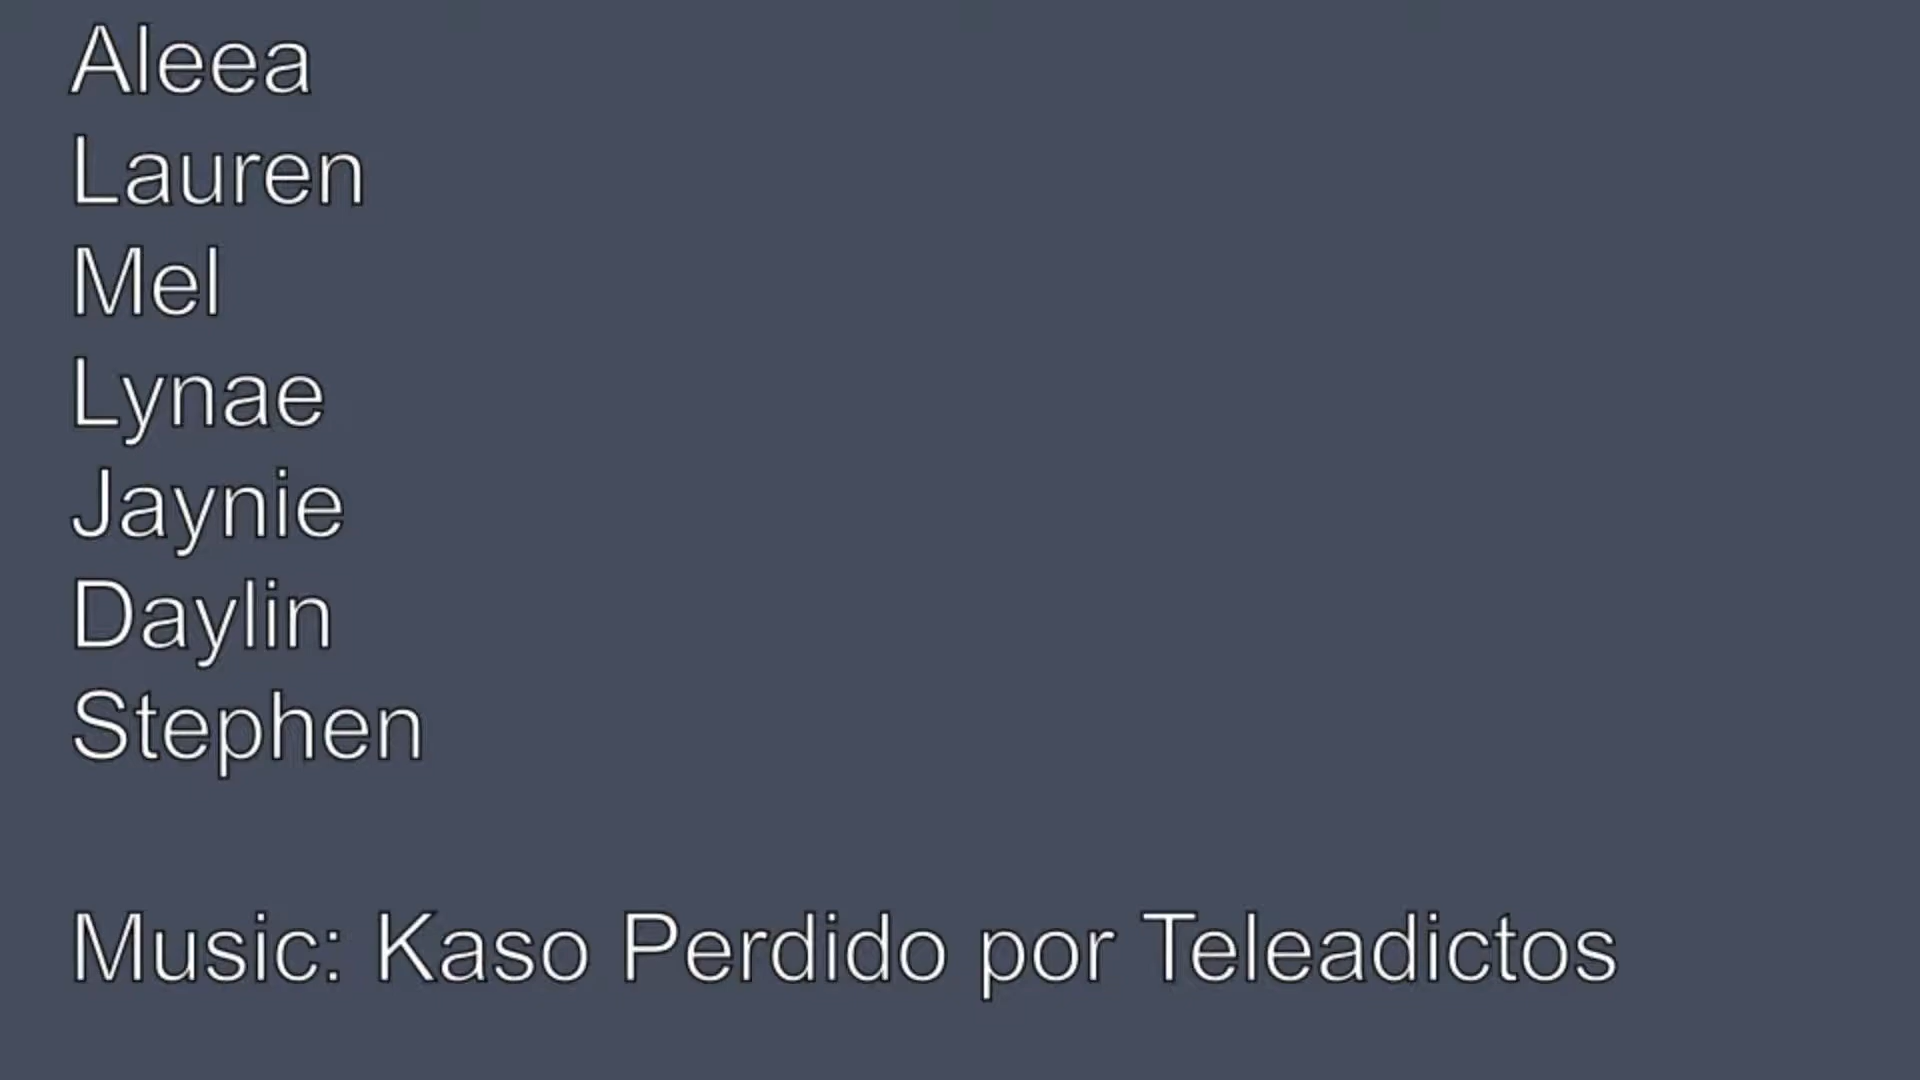 Aleea
Lauren
Mel
Lynae
Jaynie
Daylin
Stephen
Music: Kaso Perdido por Teleadictos